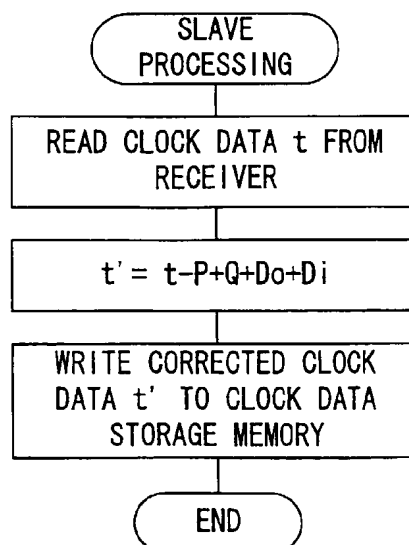 SLAVE
PROCESSING
READ CLOCK DATA t FROM
RECEIVER
t'= t-P+Q+Do+Di
WRITE CORRECTED CLOCK
DATA t' TO CLOCK DATA
STORAGE MEMORY
END